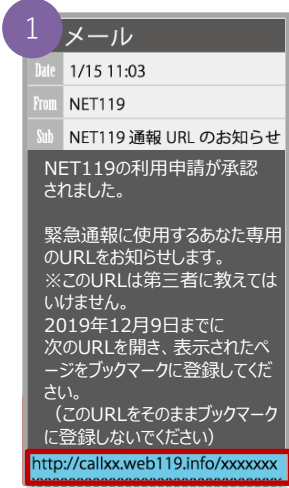 1
メール
Date 1/15 11:03
From NET119
Sub NET119 通報 URL のお知らせ
NET119の利用申請が承認
されました。
緊急通報に使用するあなた専用
のURLをお知らせします。
※このURLは第三者に教えては
いけません。
2019年12月9日までに
次のURLを開き、表示されたペ
ージをブックマークに登録してくだ
さい。
（このURLをそのままブックマーク
に登録しないでください）
http://callxx.web119.info/xxxxxxx